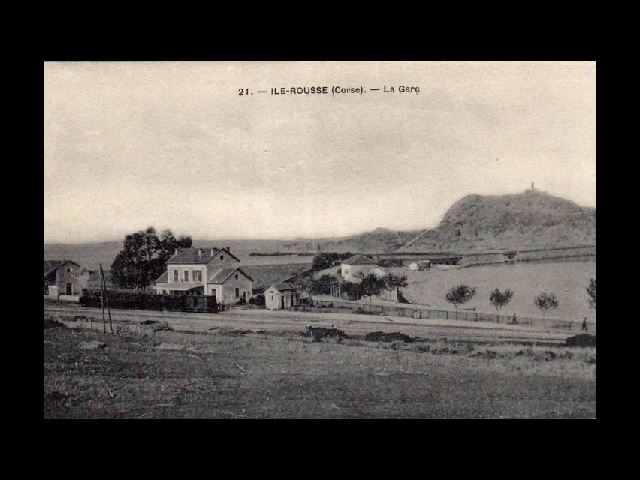 21. — ILE-ROUSSE (Corse). — La Gare